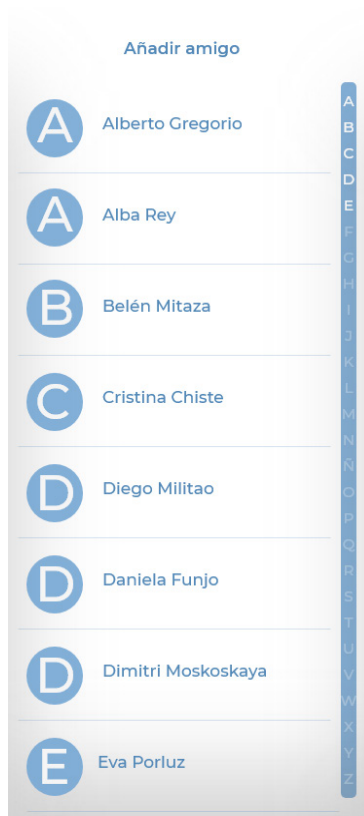 Añadir amigo
A Alberto Gregorio
A Alba Rey
B Belén Mitaza
C Cristina Chiste
D Diego Militao
D Daniela Funjo
D Dimitri Moskoskaya
E Eva Porluz
A
B
C
D
E
F
G
H
I
J
K
L
M
N
Ñ
O
P
Q
R
S
T
U
V
W
X
Y
Z